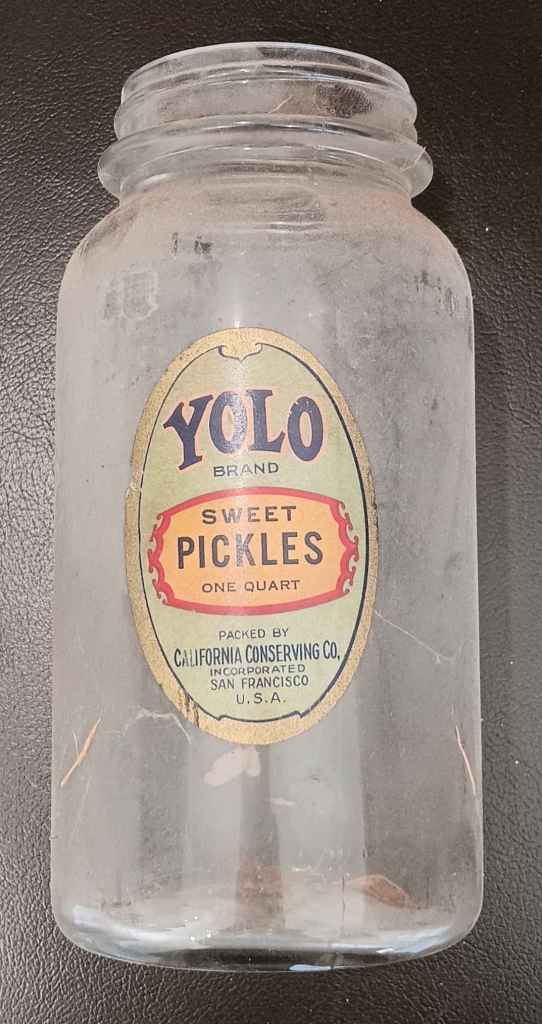 YOLO
BRAND
SWEET
PICKLES
ONE QUART
PACKED BY
CALIFORNIA CONSERVING CO,
INCORPORATED
SAN FRANCISCO
U.S.A.